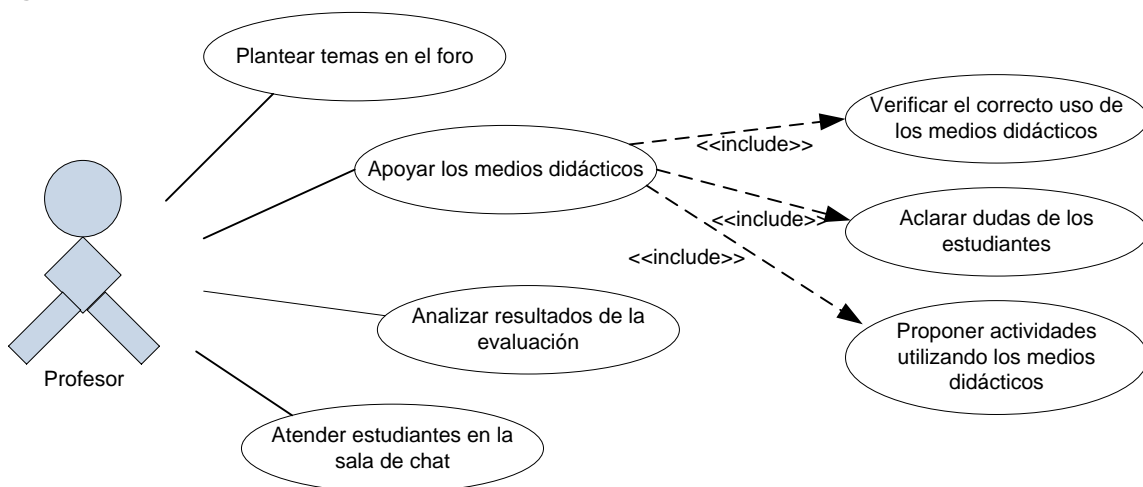 Plantear temas en el foro
Apoyar los medios didácticos
<<include>>
Verificar el correcto uso de
los medios didácticos
<<include>>
Aclarar dudas de los
estudiantes
<<include>>
Proponer actividades
utilizando los medios
didácticos
Analizar resultados de la
evaluación
Profesor
Atender estudiantes en la
sala de chat